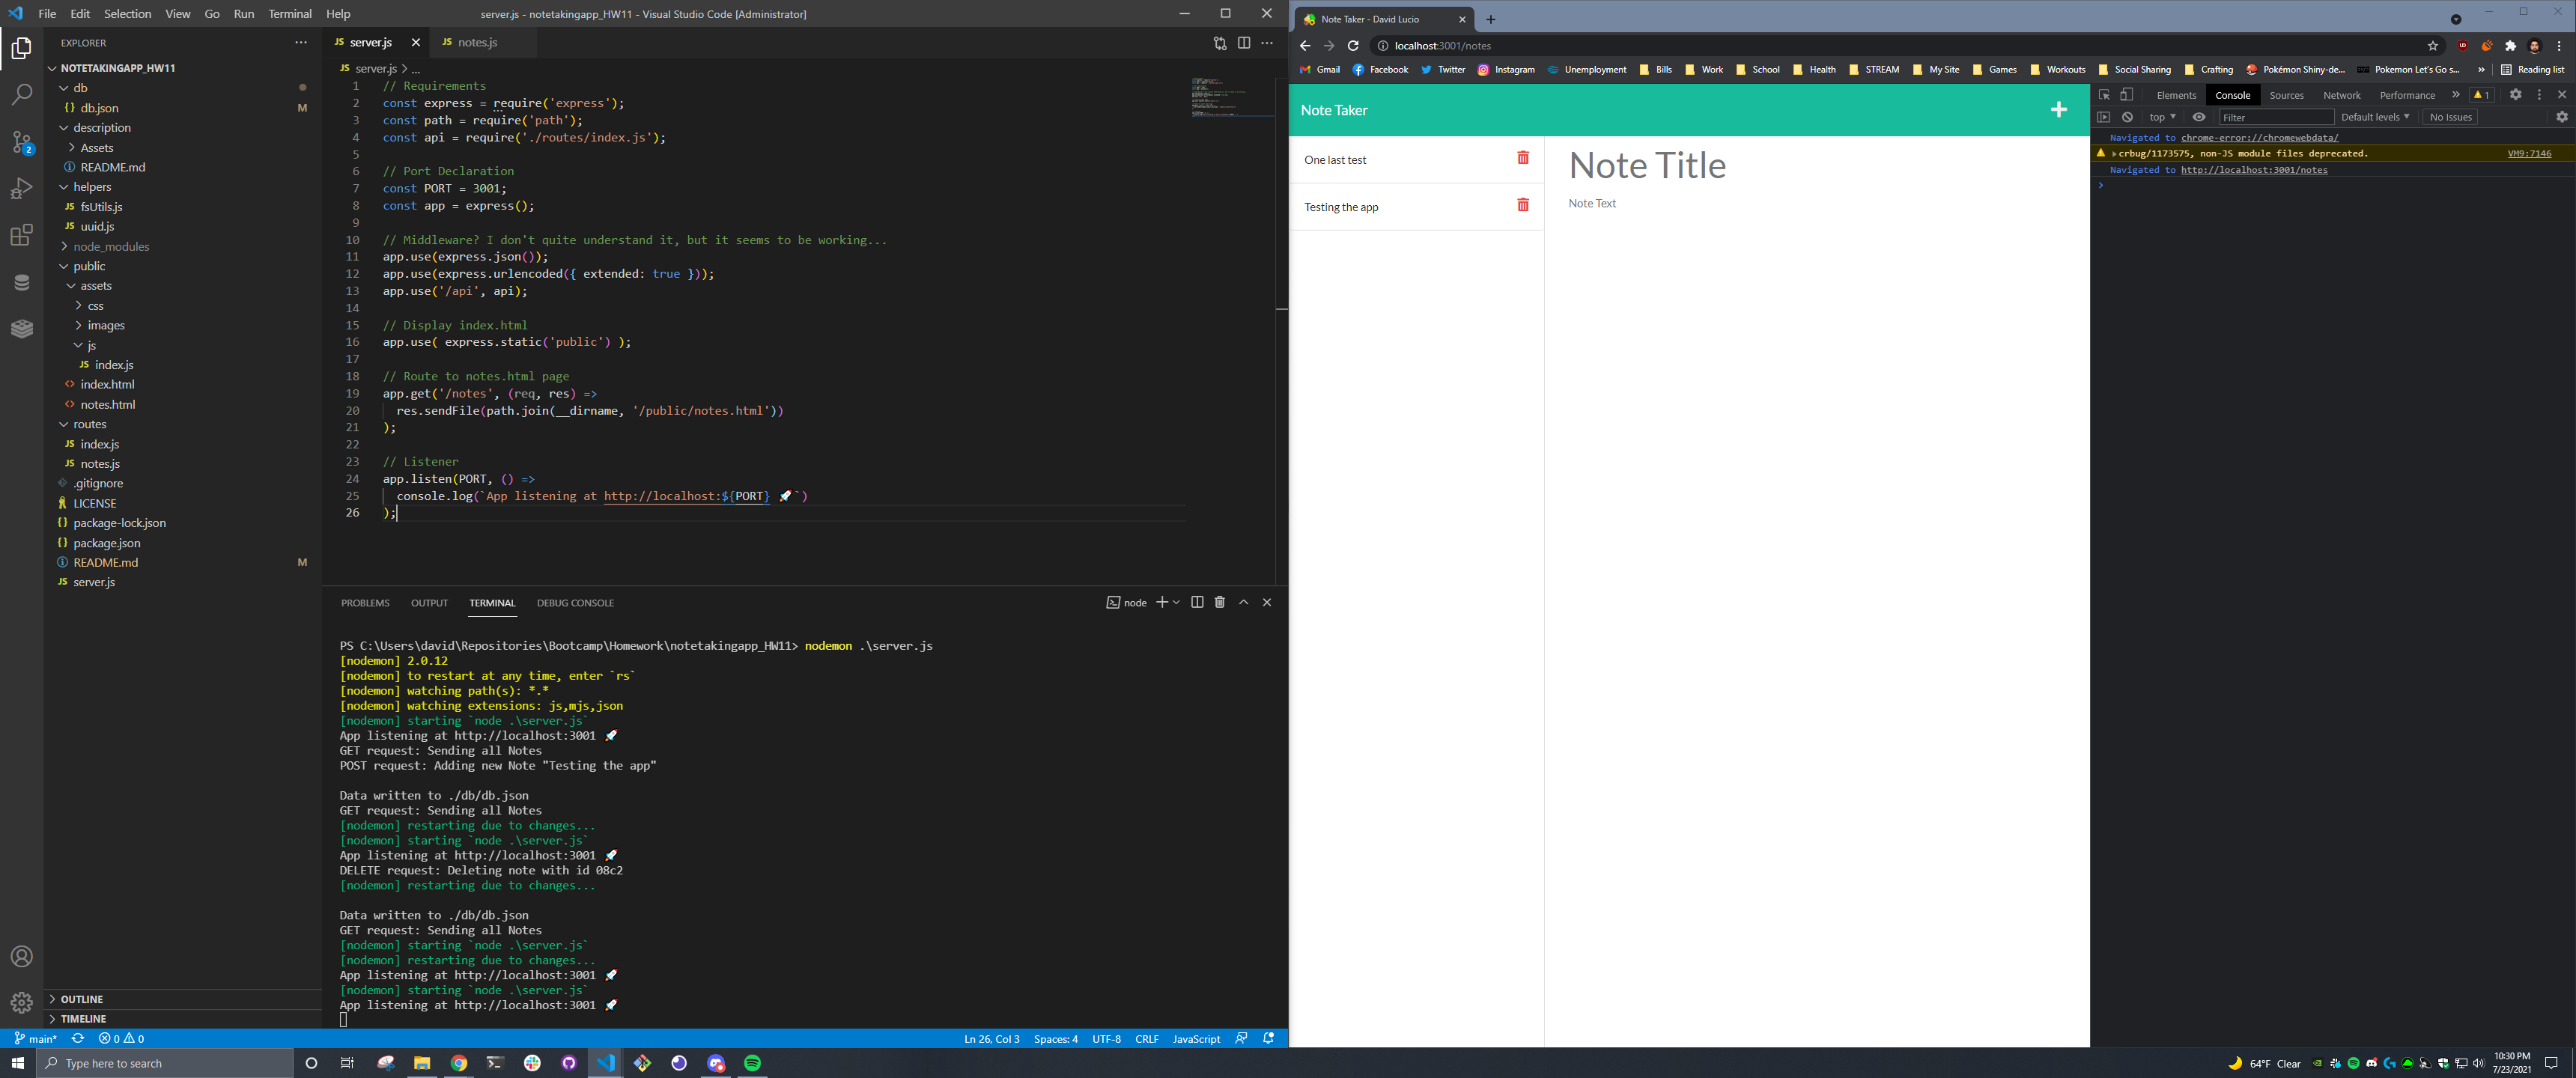 File Edit Selection View Go Run Terminal Help
server.js - notetakingapp_HW11 - Visual Studio Code [Administrator]
EXPLORER
NOTETAKINGAPP_HW11
db
db.json M
description
Assets
README.md
helpers
fsUtils.js
uuid.js
node_modules
public
assets
css
images
js
index.js
index.html
notes.html
routes
index.js
notes.js
.gitignore
LICENSE
package-lock.json
package.json
README.md M
server.js
OUTLINE
TIMELINE
server.js notes.js
server.js > ...
1 // Requirements
2 const express = require('express');
3 const path = require('path');
4 const api = require('./routes/index.js');
5
6 // Port Declaration
7 const PORT = 3001;
8 const app = express();
9
10 // Middleware? I don't quite understand it, but it seems to be working...
11 app.use(express.json());
12 app.use(express.urlencoded({ extended: true }));
13 app.use('/api', api);
14
15 // Display index.html
16 app.use( express.static('public') );
17
18 // Route to notes.html page
19 app.get('/notes', (req, res) =>
20 res.sendFile(path.join(__dirname, '/public/notes.html'))
21 );
22
23 // Listener
24 app.listen(PORT, () =>
25 console.log(`App listening at http://localhost:${PORT} 🚀`)
26 );
PROBLEMS OUTPUT TERMINAL DEBUG CONSOLE
node
PS C:\Users\david\Repositories\Bootcamp\Homework\notetakingapp_HW11> nodemon .\server.js
[nodemon] 2.0.12
[nodemon] to restart at any time, enter `rs`
[nodemon] watching path(s): *.*
[nodemon] watching extensions: js,mjs,json
[nodemon] starting `node .\server.js`
App listening at http://localhost:3001 🚀
GET request: Sending all Notes
POST request: Adding new Note "Testing the app"
Data written to ./db/db.json
GET request: Sending all Notes
[nodemon] restarting due to changes...
[nodemon] starting `node .\server.js`
App listening at http://localhost:3001 🚀
DELETE request: Deleting note with id 08c2
[nodemon] restarting due to changes...
Data written to ./db/db.json
GET request: Sending all Notes
[nodemon] starting `node .\server.js`
[nodemon] restarting due to changes...
App listening at http://localhost:3001 🚀
[nodemon] starting `node .\server.js`
App listening at http://localhost:3001 🚀
2
main* 0 0
Ln 26, Col 3 Spaces: 4 UTF-8 CRLF JavaScript
Note Taker - David Lucio
localhost:3001/notes
Gmail Facebook Twitter Instagram Unemployment Bills Work School Health STREAM My Site Games Workouts Social Sharing Crafting Pokémon Shiny-de... Pokemon Let's Go s... » Reading list
Note Taker
One last test
Testing the app
Note Title
Note Text
Elements Console Sources Network Performance » 1
top Filter Default levels No Issues
Navigated to chrome-error://chromewebdata/
crbug/1173575, non-JS module files deprecated. VM9:7146
Navigated to http://localhost:3001/notes
Type here to search
64°F Clear
10:30 PM
7/23/2021